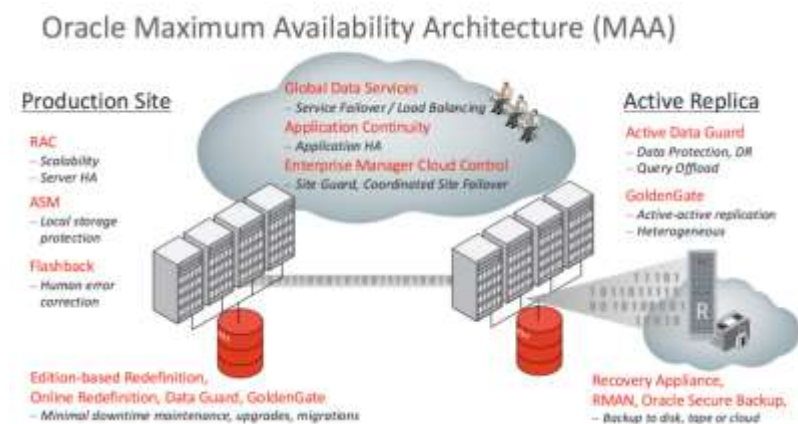 Oracle Maximum Availability Architecture (MAA)
Production Site
RAC
– Scalability
– Server HA
ASM
– Local storage
protection
Flashback
– Human error
correction
Global Data Services
– Service Failover / Load Balancing
Application Continuity
– Application HA
Enterprise Manager Cloud Control
– Site Guard, Coordinated Site Failover
Active Replica
Active Data Guard
– Data Protection, DR
– Query Offload
GoldenGate
– Active-active replication
– Heterogeneous
11101
1011011110
R
Edition-based Redefinition,
Online Redefinition, Data Guard, GoldenGate
– Minimal downtime maintenance, upgrades, migrations
Recovery Appliance,
RMAN, Oracle Secure Backup,
– Backup to disk, tape or cloud